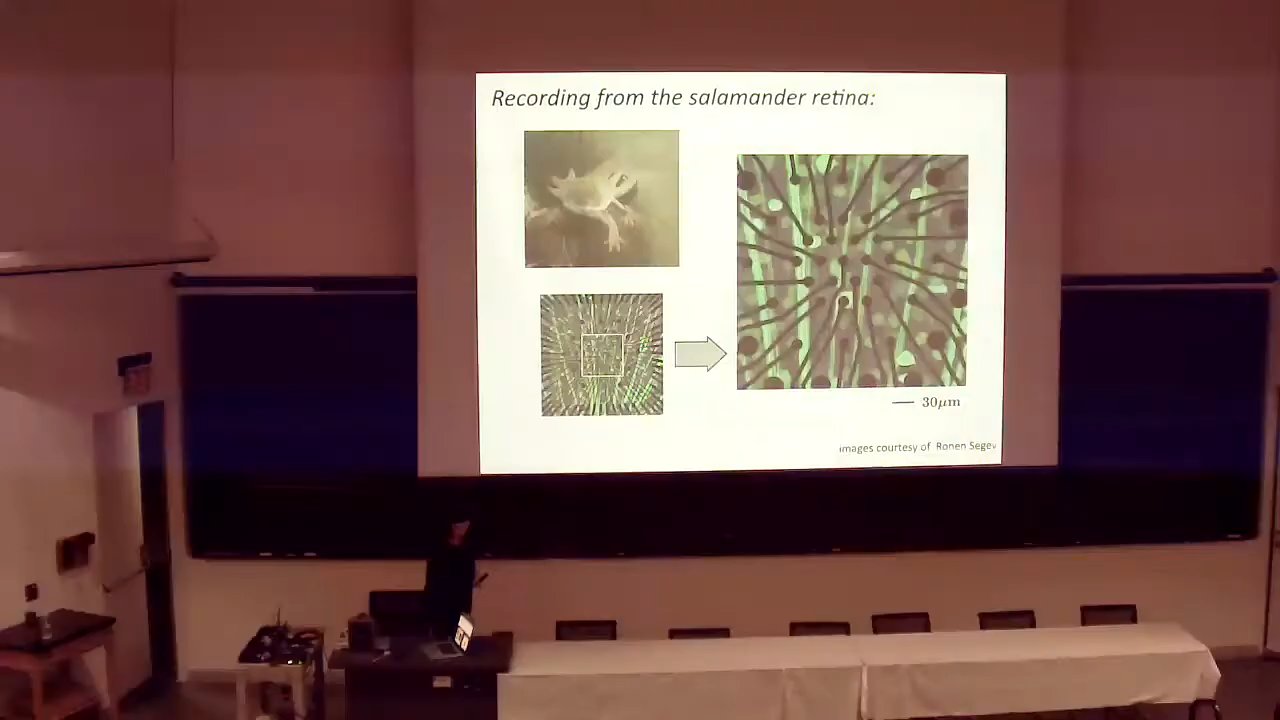 Recording from the salamander retina:
30μm
images courtesy of Ronen Segev